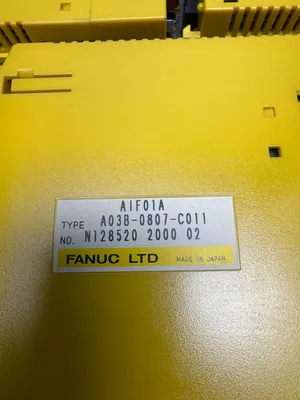 AIF01A
TYPE A03B-0807-C011
NO. N128520 2000 02
FANUC LTD MADE IN JAPAN